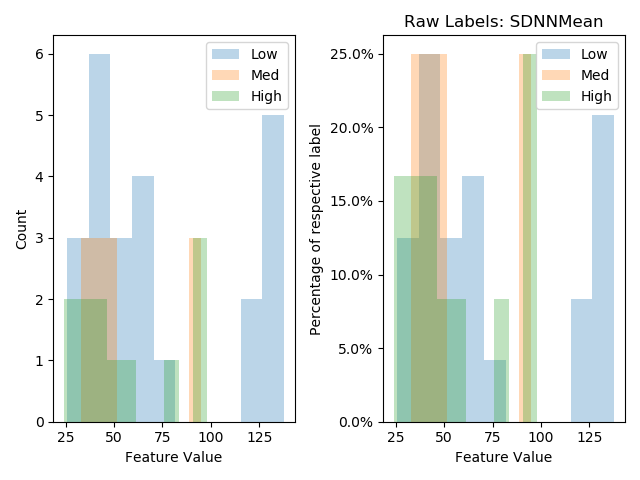 Raw Labels: SDNNMean
6
5
4
3
2
1
0
Count
25
50
75
100
125
Feature Value
Low
Med
High
25.0%
20.0%
15.0%
10.0%
5.0%
0.0%
Percentage of respective label
25
50
75
100
125
Feature Value
Low
Med
High